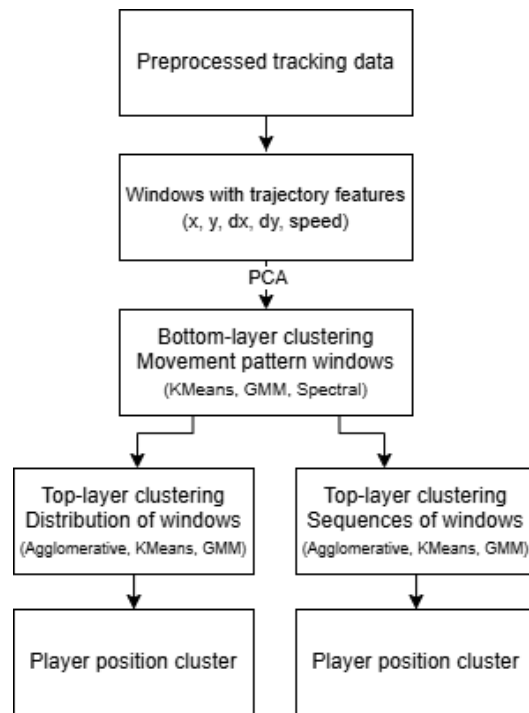 Preprocessed tracking data
Windows with trajectory features
(x, y, dx, dy, speed)
PCA
Bottom-layer clustering
Movement pattern windows
(KMeans, GMM, Spectral)
Top-layer clustering
Distribution of windows
(Agglomerative, KMeans, GMM)
Top-layer clustering
Sequences of windows
(Agglomerative, KMeans, GMM)
Player position cluster
Player position cluster